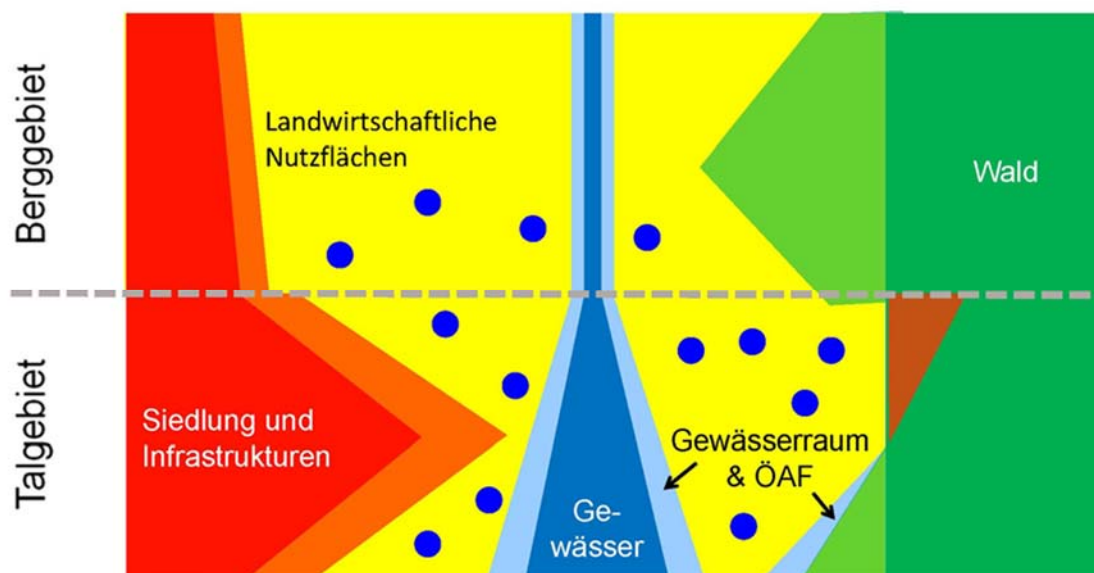 Berggebiet
Landwirtschaftliche
Nutzflächen
Wald
Talgebiet
Siedlung und
Infrastrukturen
Gewässerraum
& ÖAF
Ge-
wässer